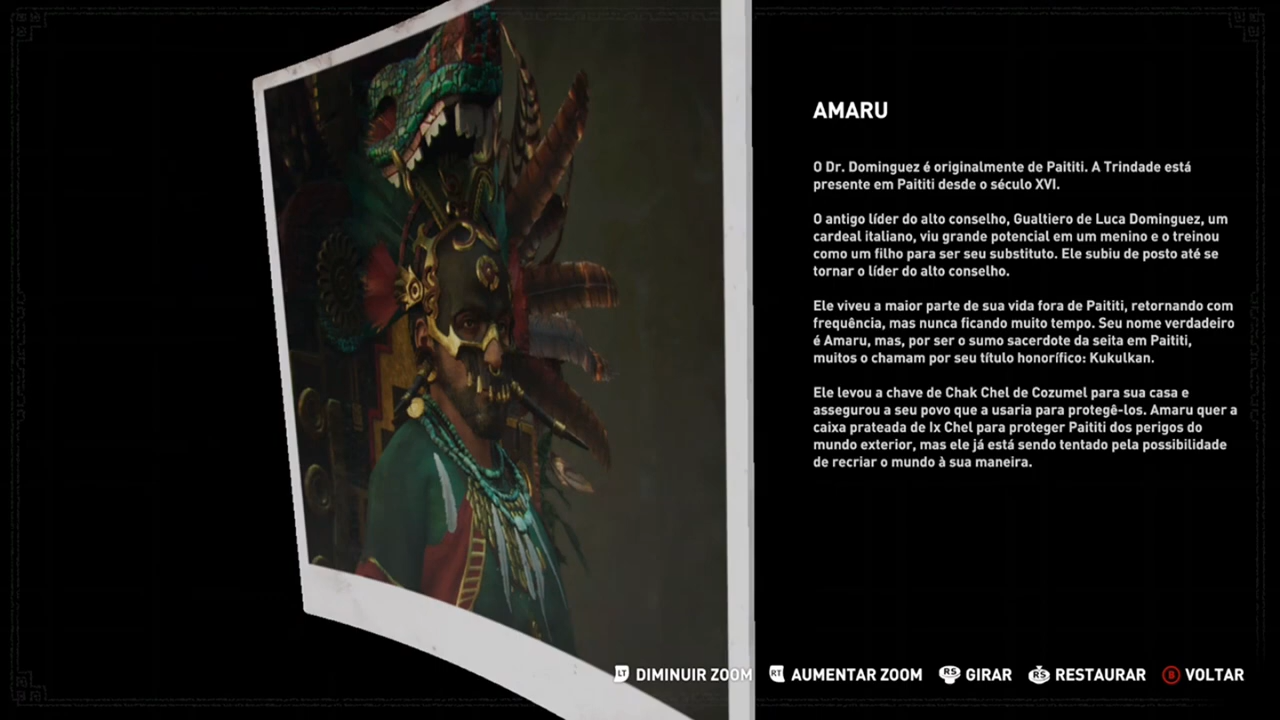 AMARU
O Dr. Dominguez é originalmente de Paititi. A Trindade está
presente em Paititi desde o século XVI.
O antigo líder do alto conselho, Gualtiero de Luca Dominguez, um
cardeal italiano, viu grande potencial em um menino e o treinou
como um filho para ser seu substituto. Ele subiu de posto até se
tornar o líder do alto conselho.
Ele viveu a maior parte de sua vida fora de Paititi, retornando com
frequência, mas nunca ficando muito tempo. Seu nome verdadeiro
é Amaru, mas, por ser o sumo sacerdote da seita em Paititi,
muitos o chamam por seu título honorífico: Kukulkan.
Ele levou a chave de Chak Chel de Cozumel para sua casa e
assegurou a seu povo que a usaria para protegê-los. Amaru quer a
caixa prateada de Ix Chel para proteger Paititi dos perigos do
mundo exterior, mas ele já está sendo tentado pela possibilidade
de recriar o mundo à sua maneira.
LT DIMINUIR ZOOM RT AUMENTAR ZOOM RS GIRAR RS RESTAURAR B VOLTAR